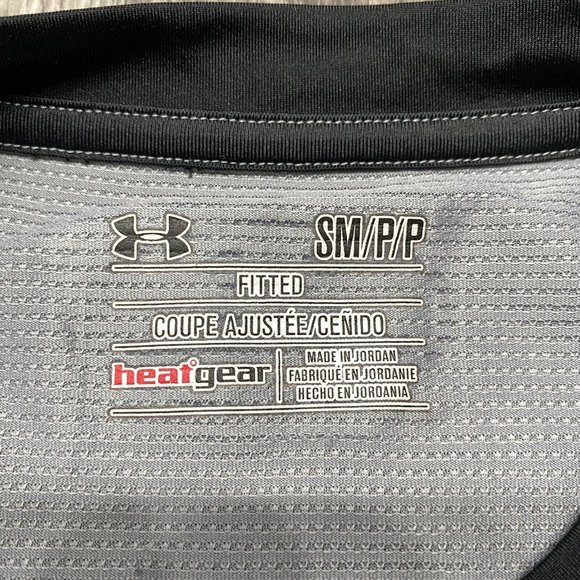 SM/P/P
FITTED
COUPE AJUSTÉE/CEÑIDO
heatgear
MADE IN JORDAN
FABRIQUÉ EN JORDANIE
HECHO EN JORDANIA